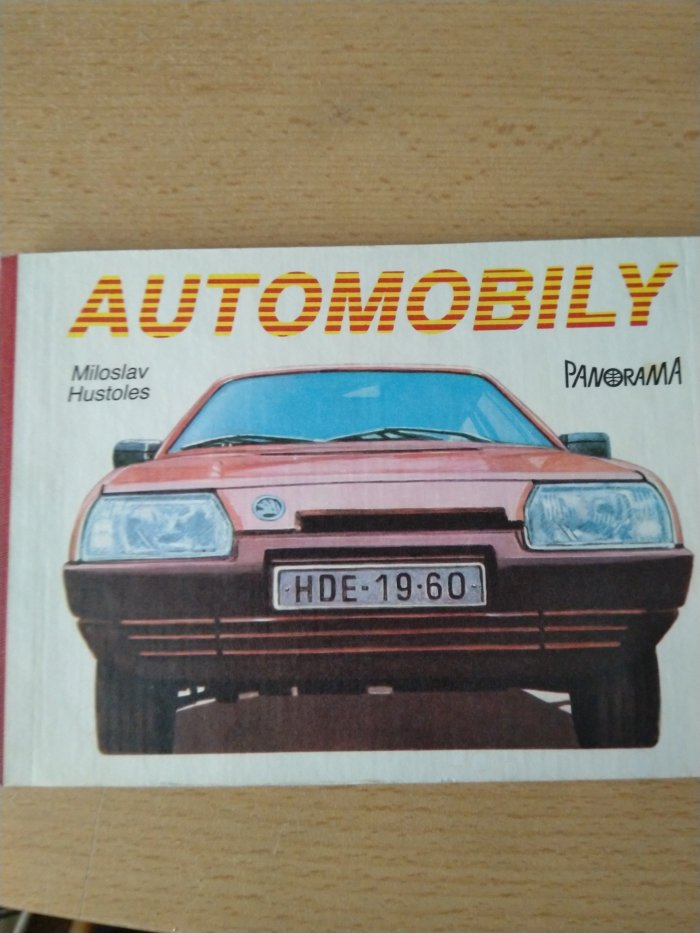 AUTOMOBILY
Miloslav
Hustoles
PANORAMA
HDE-19·60